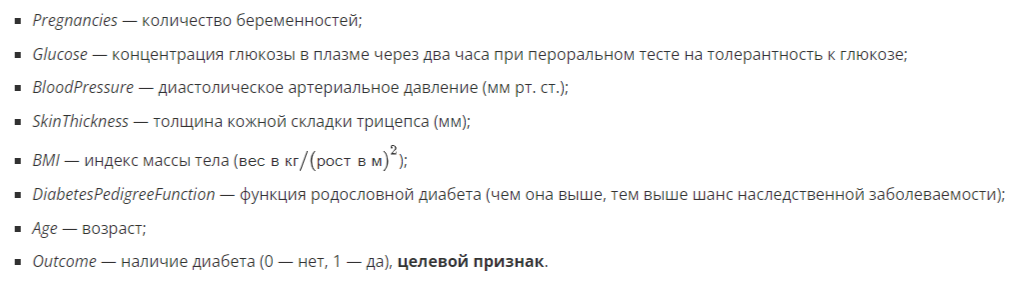 ▪ Pregnancies — количество беременностей;
▪ Glucose — концентрация глюкозы в плазме через два часа при пероральном тесте на толерантность к глюкозе;
▪ BloodPressure — диастолическое артериальное давление (мм рт. ст.);
▪ SkinThickness — толщина кожной складки трицепса (мм);
▪ BMI — индекс массы тела (вес в кг/(рост в м)²);
▪ DiabetesPedigreeFunction — функция родословной диабета (чем она выше, тем выше шанс наследственной заболеваемости);
▪ Age — возраст;
▪ Outcome — наличие диабета (0 — нет, 1 — да), целевой признак.